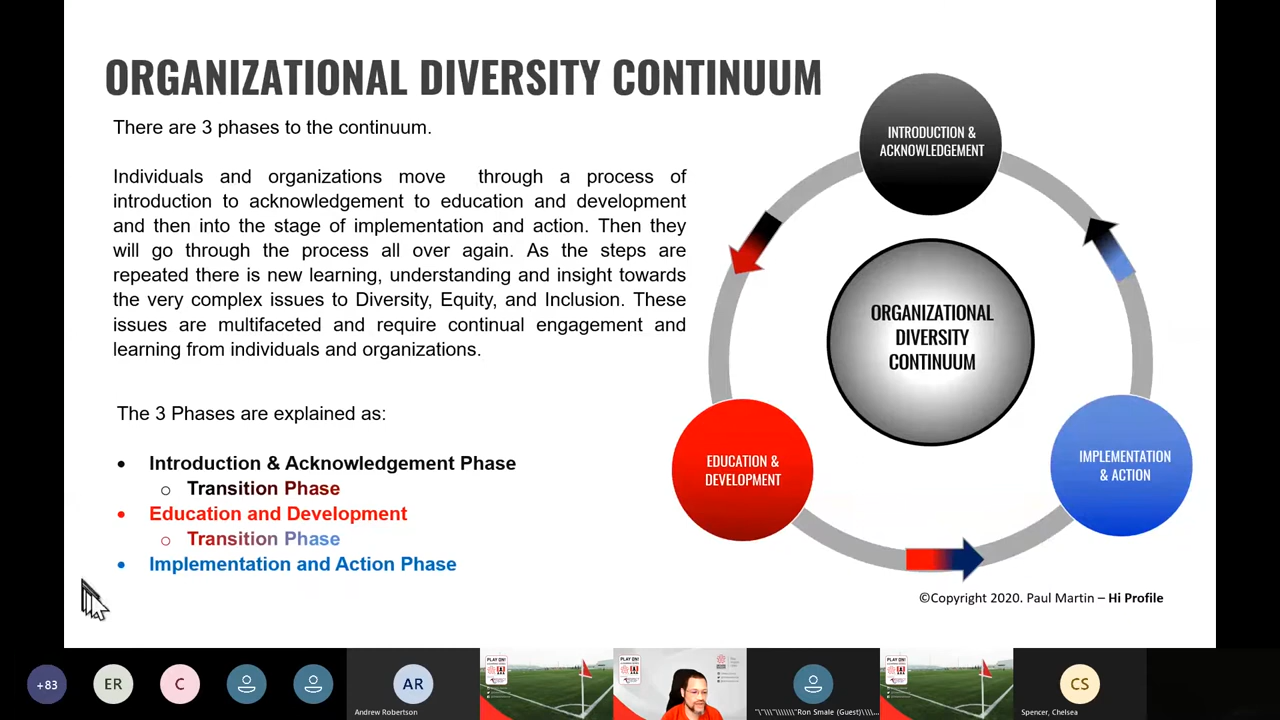 ORGANIZATIONAL DIVERSITY CONTINUUM
There are 3 phases to the continuum.
Individuals and organizations move through a process of
introduction to acknowledgement to education and development
and then into the stage of implementation and action. Then they
will go through the process all over again. As the steps are
repeated there is new learning, understanding and insight towards
the very complex issues to Diversity, Equity, and Inclusion. These
issues are multifaceted and require continual engagement and
learning from individuals and organizations.
The 3 Phases are explained as:
• Introduction & Acknowledgement Phase
o Transition Phase
• Education and Development
o Transition Phase
• Implementation and Action Phase
INTRODUCTION &
ACKNOWLEDGEMENT
ORGANIZATIONAL
DIVERSITY
CONTINUUM
EDUCATION &
DEVELOPMENT
IMPLEMENTATION
& ACTION
©Copyright 2020. Paul Martin – Hi Profile
+83
ER
C
AR
Andrew Robertson
PLAY ON!
PLAY ON!
"\"\\\"\\\\\\\"Ron Smale (Guest)\\\\...
PLAY ON!
CS
Spencer, Chelsea